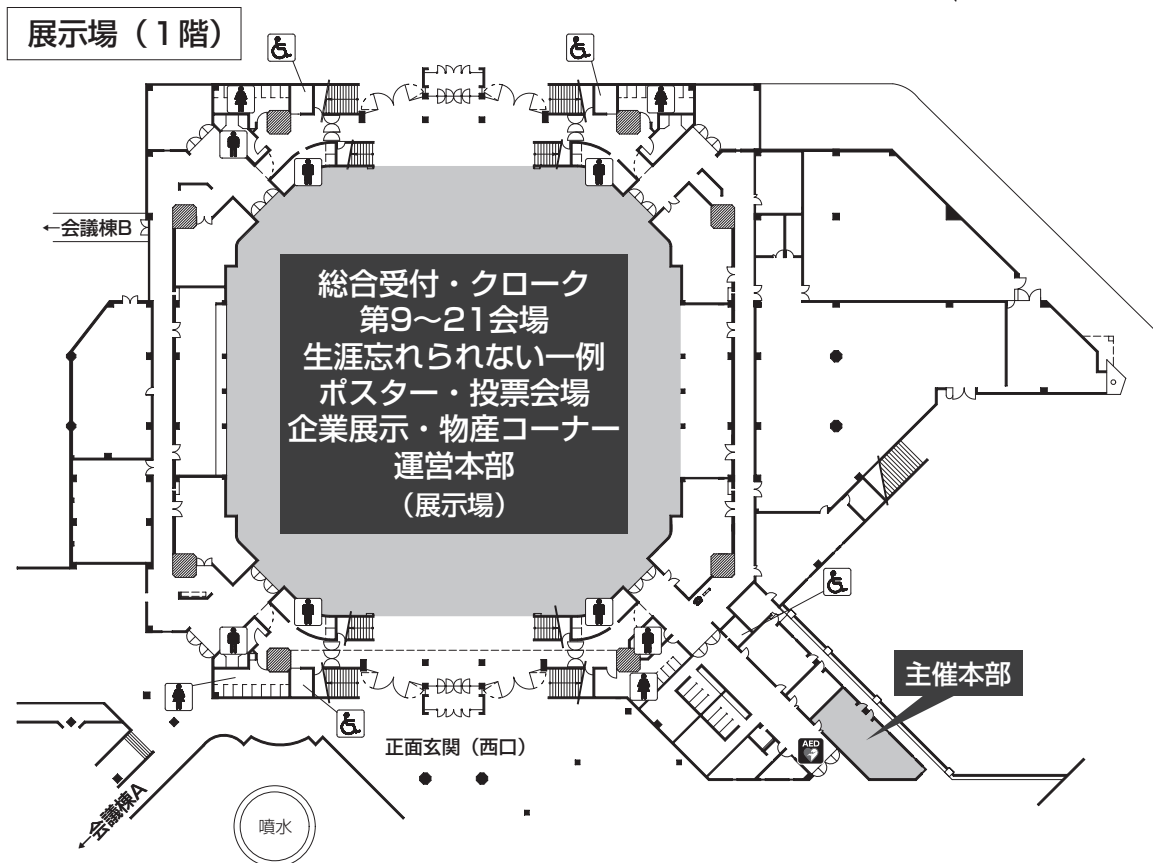 展示場（1階）
←会議棟B
総合受付・クローク
第9～21会場
生涯忘れられない一例
ポスター・投票会場
企業展示・物産コーナー
運営本部
（展示場）
主催本部
AED
正面玄関（西口）
←会議棟A
噴水